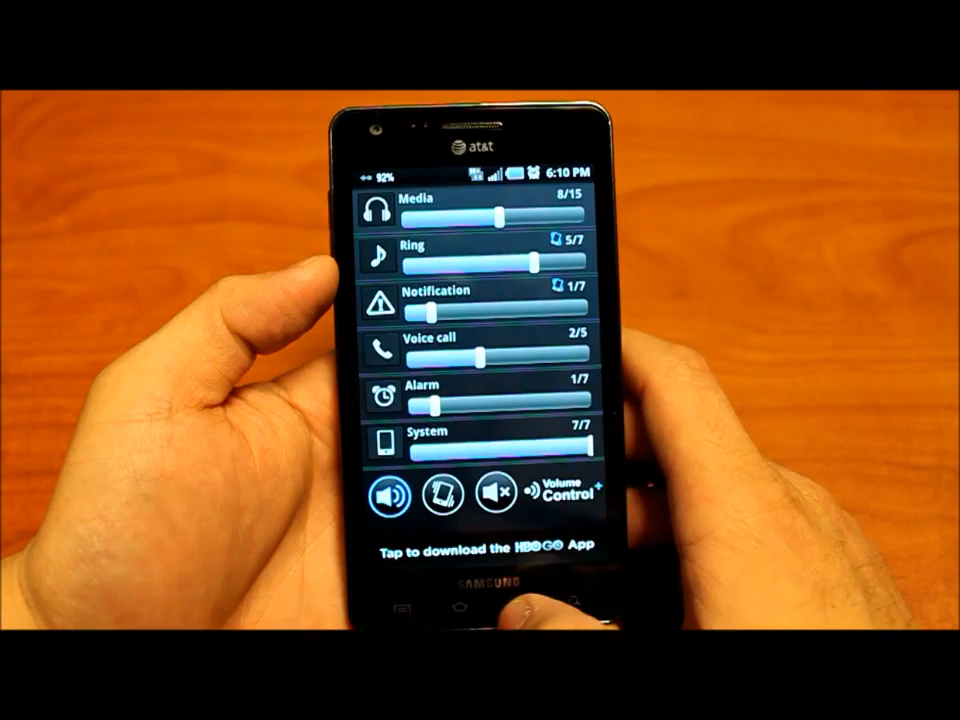 at&t
92%
6:10 PM
Media
8/15
Ring
5/7
Notification
1/7
Voice call
2/5
Alarm
1/7
System
7/7
Volume
Control+
Tap to download the HBO GO App
SAMSUNG